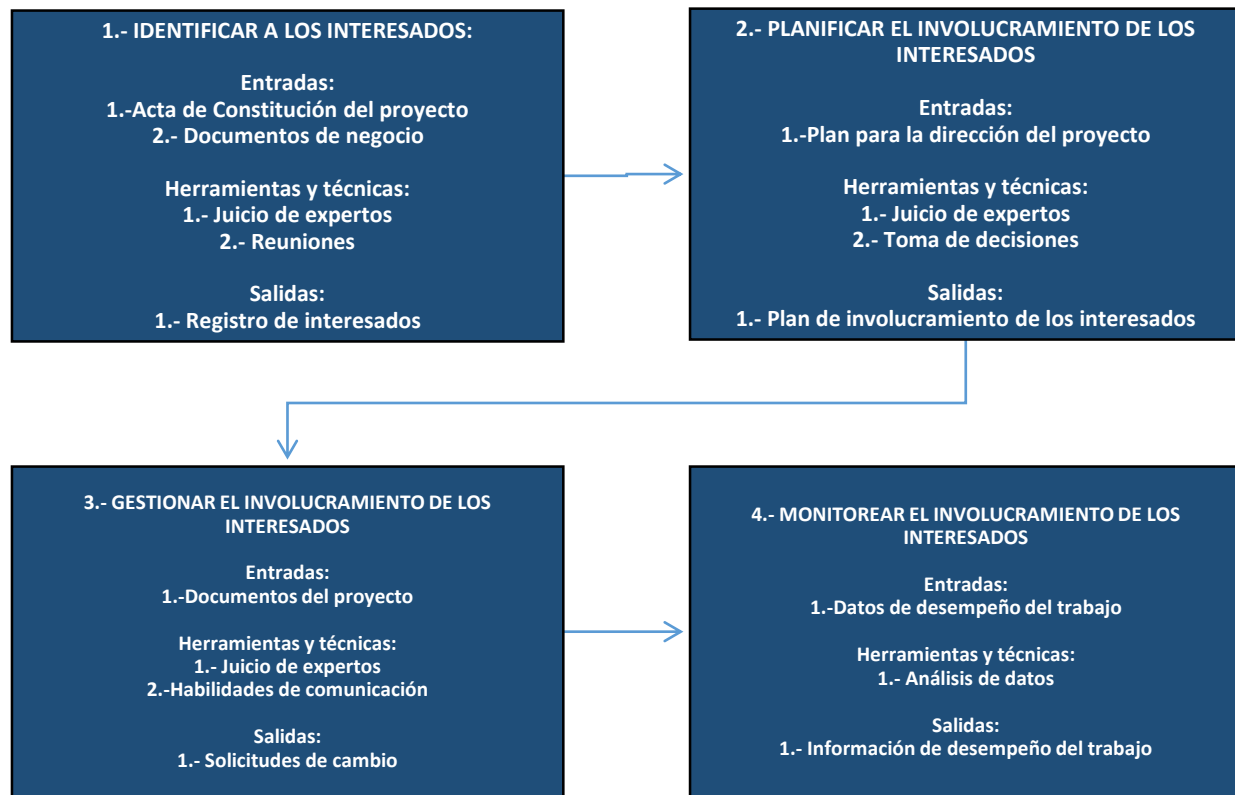 1.- IDENTIFICAR A LOS INTERESADOS:
Entradas:
1.-Acta de Constitución del proyecto
2.- Documentos de negocio
Herramientas y técnicas:
1.- Juicio de expertos
2.- Reuniones
Salidas:
1.- Registro de interesados
2.- PLANIFICAR EL INVOLUCRAMIENTO DE LOS
INTERESADOS
Entradas:
1.-Plan para la dirección del proyecto
Herramientas y técnicas:
1.- Juicio de expertos
2.- Toma de decisiones
Salidas:
1.- Plan de involucramiento de los interesados
3.- GESTIONAR EL INVOLUCRAMIENTO DE LOS
INTERESADOS
Entradas:
1.-Documentos del proyecto
Herramientas y técnicas:
1.- Juicio de expertos
2.-Habilidades de comunicación
Salidas:
1.- Solicitudes de cambio
4.- MONITOREAR EL INVOLUCRAMIENTO DE LOS
INTERESADOS
Entradas:
1.-Datos de desempeño del trabajo
Herramientas y técnicas:
1.- Análisis de datos
Salidas:
1.- Información de desempeño del trabajo